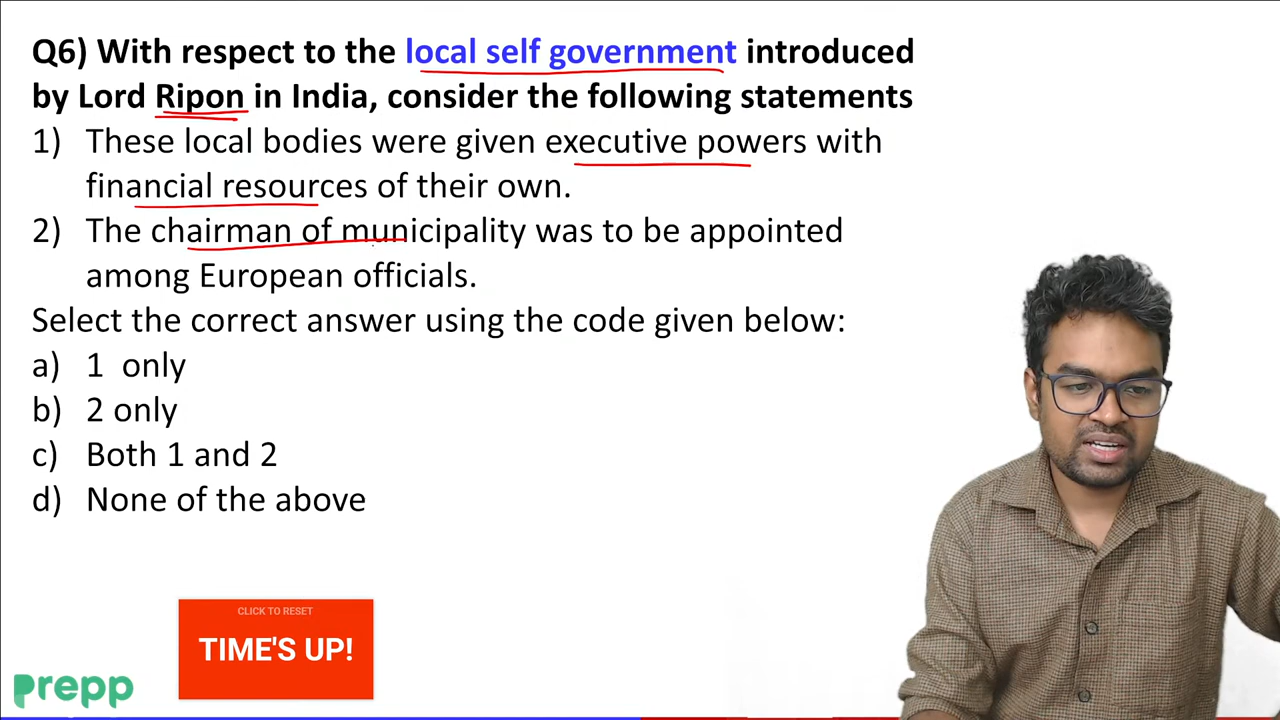 Q6) With respect to the local self government introduced
by Lord Ripon in India, consider the following statements
1) These local bodies were given executive powers with
financial resources of their own.
2) The chairman of municipality was to be appointed
among European officials.
Select the correct answer using the code given below:
a) 1 only
b) 2 only
c) Both 1 and 2
d) None of the above
CLICK TO RESET
TIME'S UP!
prepp